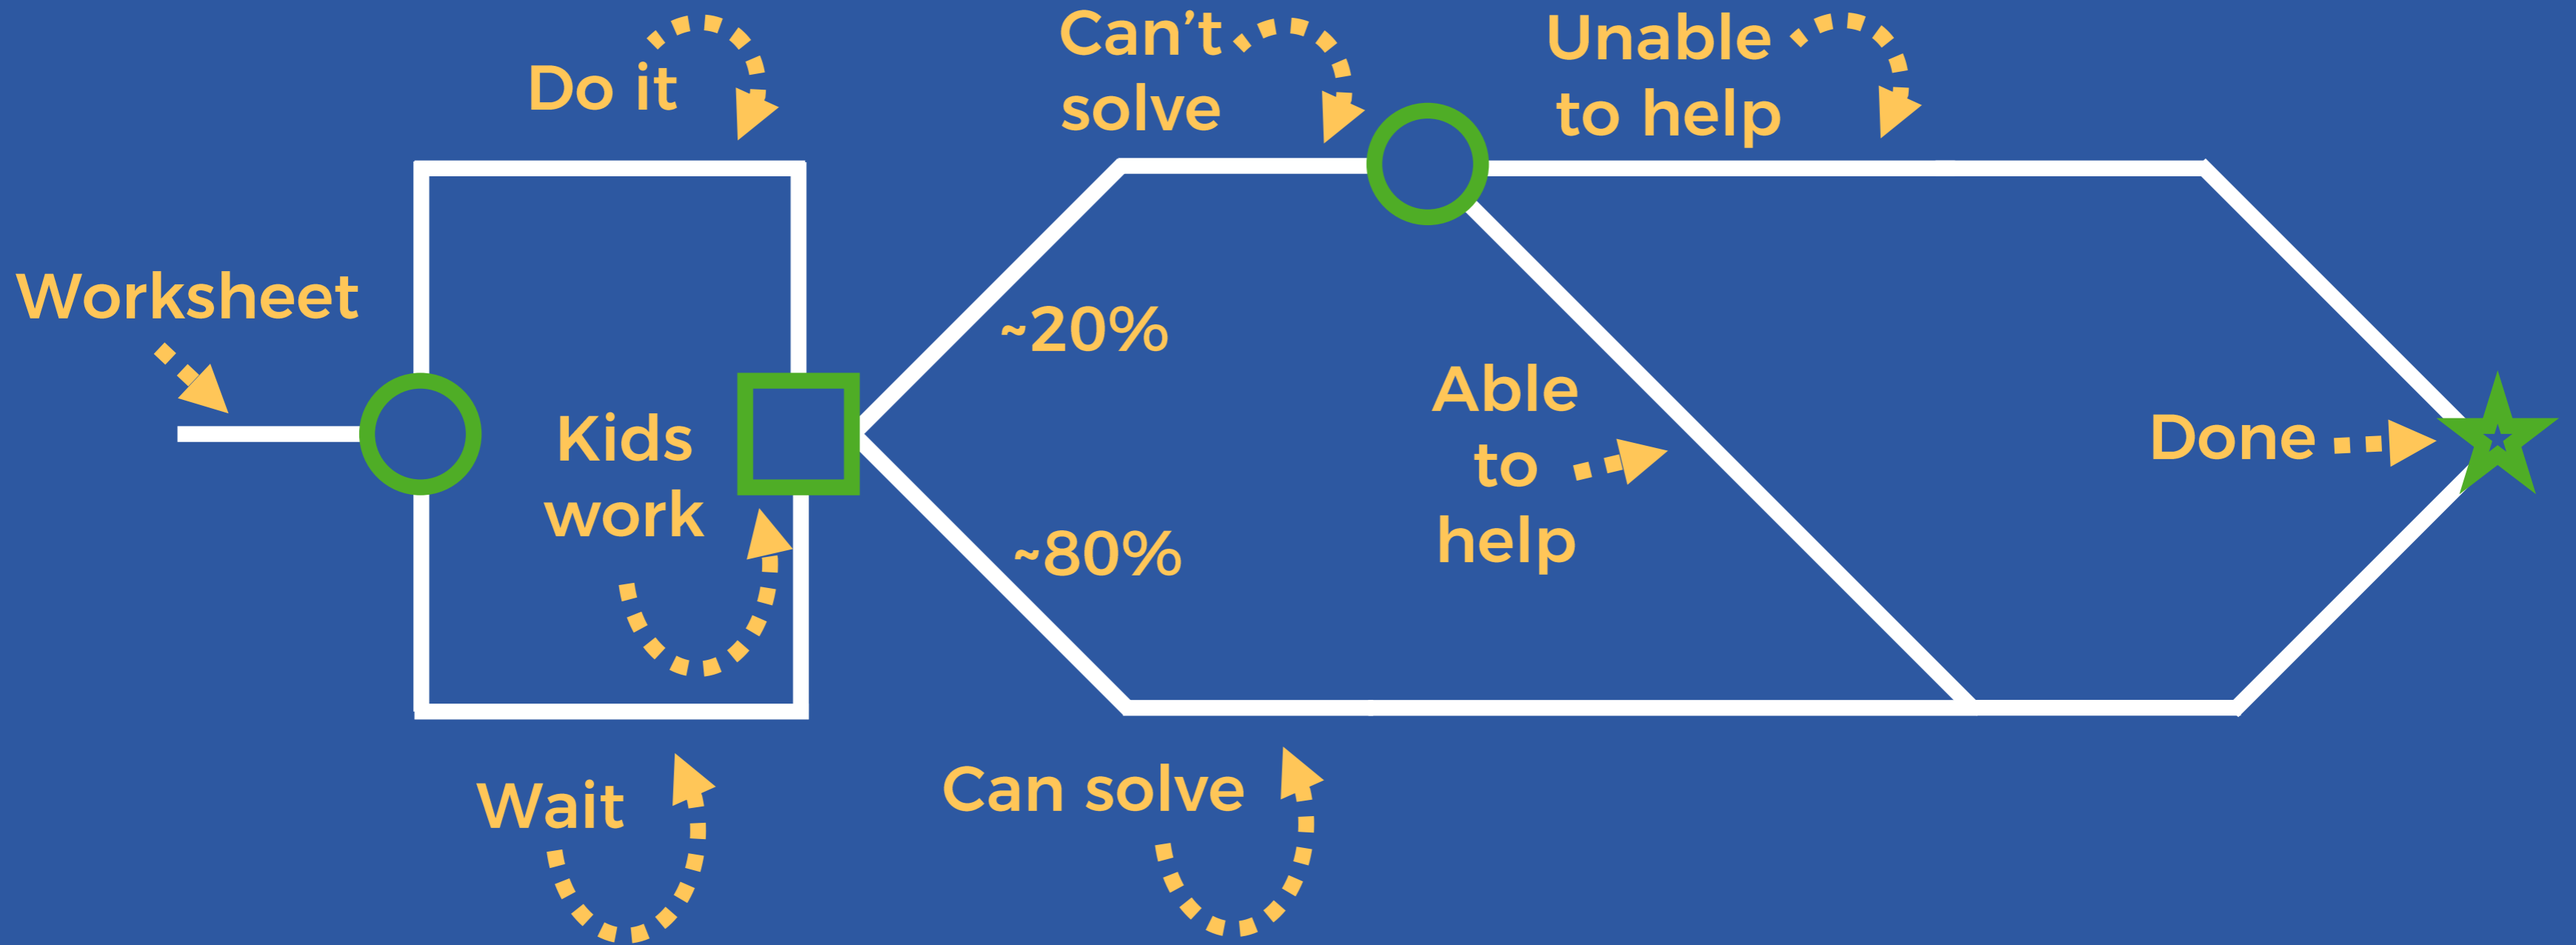 Do it
Can’t
solve
Unable
to help
Worksheet
Kids
work
~20%
~80%
Able
to
help
Done
Wait
Can solve